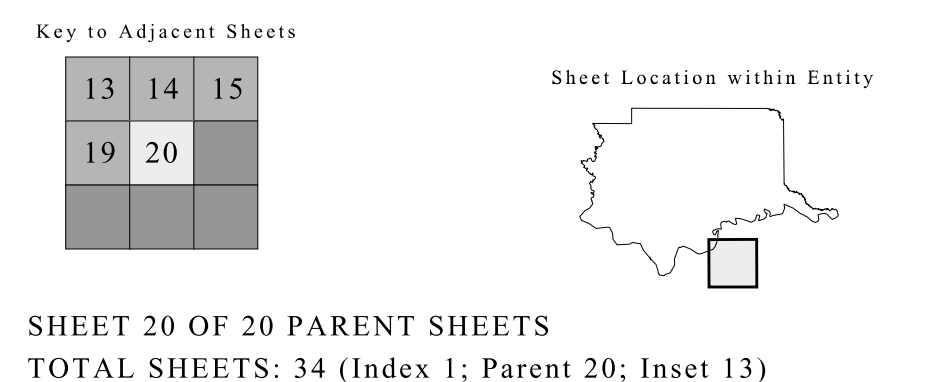 Key to Adjacent Sheets
13 14 15
19 20
Sheet Location within Entity
SHEET 20 OF 20 PARENT SHEETS
TOTAL SHEETS: 34 (Index 1; Parent 20; Inset 13)